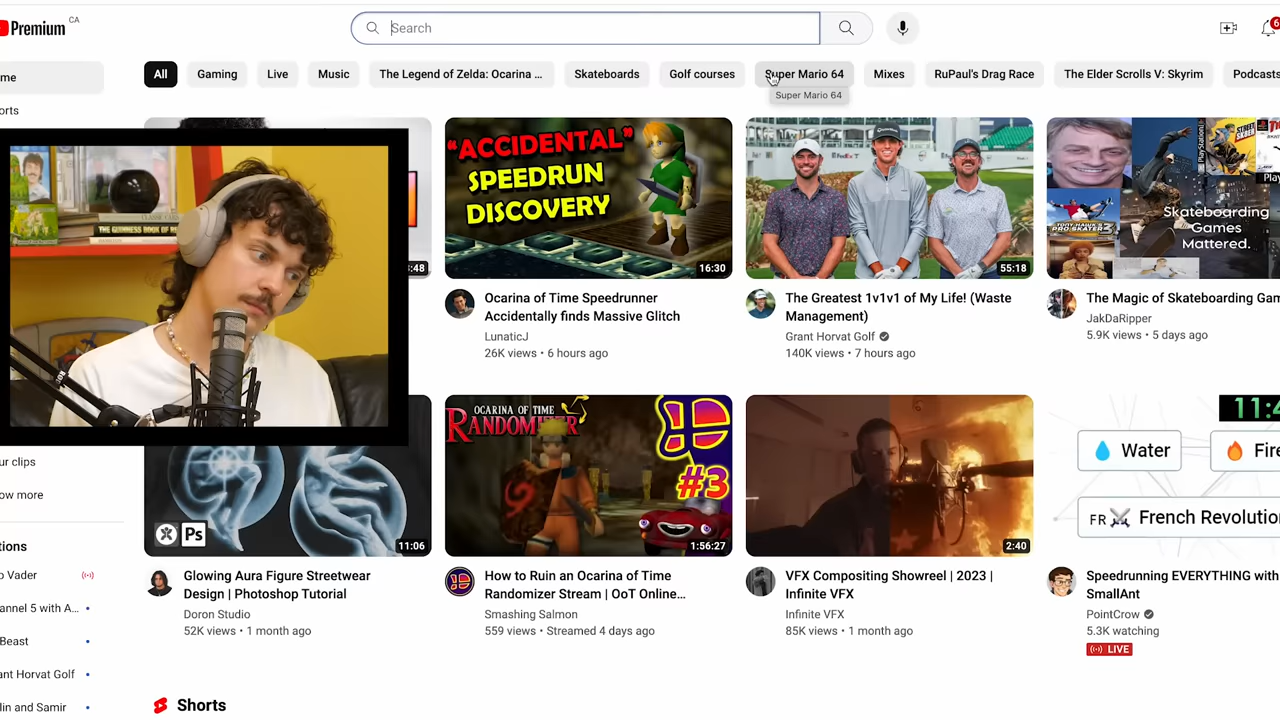 Premium CA
Search
6
me
All
Gaming
Live
Music
The Legend of Zelda: Ocarina ...
Skateboards
Golf courses
Super Mario 64
Mixes
RuPaul's Drag Race
The Elder Scrolls V: Skyrim
Podcasts
Super Mario 64
orts
"ACCIDENTAL"
SPEEDRUN
DISCOVERY
Skateboarding
Games
Mattered.
:48
16:30
55:18
Ocarina of Time Speedrunner
Accidentally finds Massive Glitch
LunaticJ
26K views • 6 hours ago
The Greatest 1v1v1 of My Life! (Waste
Management)
Grant Horvat Golf
140K views • 7 hours ago
The Magic of Skateboarding Gam
JakDaRipper
5.9K views • 5 days ago
ur clips
ow more
tions
o Vader
annel 5 with A...
Beast
ant Horvat Golf
lin and Samir
Ps
11:06
OCARINA OF TIME
RANDOMIZER
#3
1:56:27
2:40
11:4
Water
Fire
FR
French Revolution
Glowing Aura Figure Streetwear
Design | Photoshop Tutorial
Doron Studio
52K views • 1 month ago
How to Ruin an Ocarina of Time
Randomizer Stream | OoT Online...
Smashing Salmon
559 views • Streamed 4 days ago
VFX Compositing Showreel | 2023 |
Infinite VFX
Infinite VFX
85K views • 1 month ago
Speedrunning EVERYTHING with
SmallAnt
PointCrow
5.3K watching
LIVE
Shorts